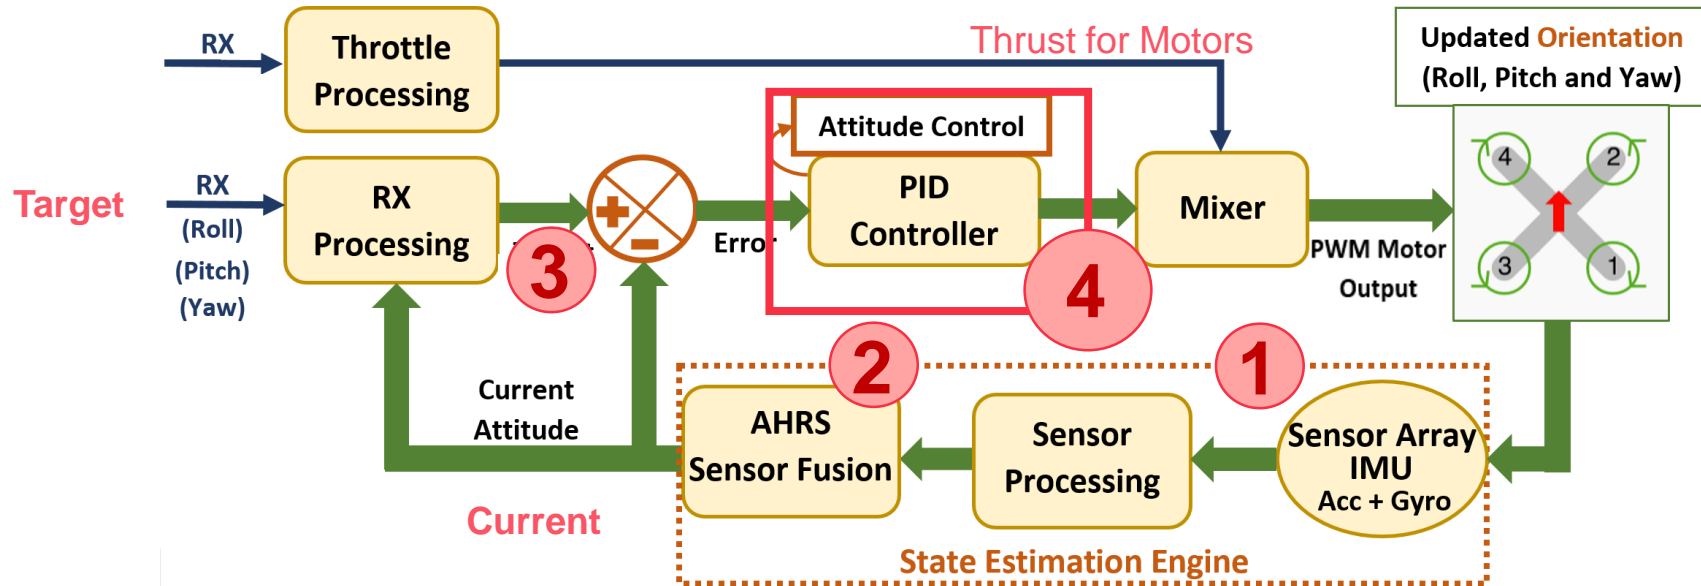 RX
Throttle
Processing
Thrust for Motors
Updated Orientation
(Roll, Pitch and Yaw)
Target
RX
(Roll)
(Pitch)
(Yaw)
RX
Processing
3
+
-
Error
Attitude Control
PID
Controller
4
Mixer
PWM Motor
Output
4
2
3
1
Current
Attitude
Current
2
AHRS
Sensor Fusion
Sensor
Processing
1
Sensor Array
IMU
Acc + Gyro
State Estimation Engine